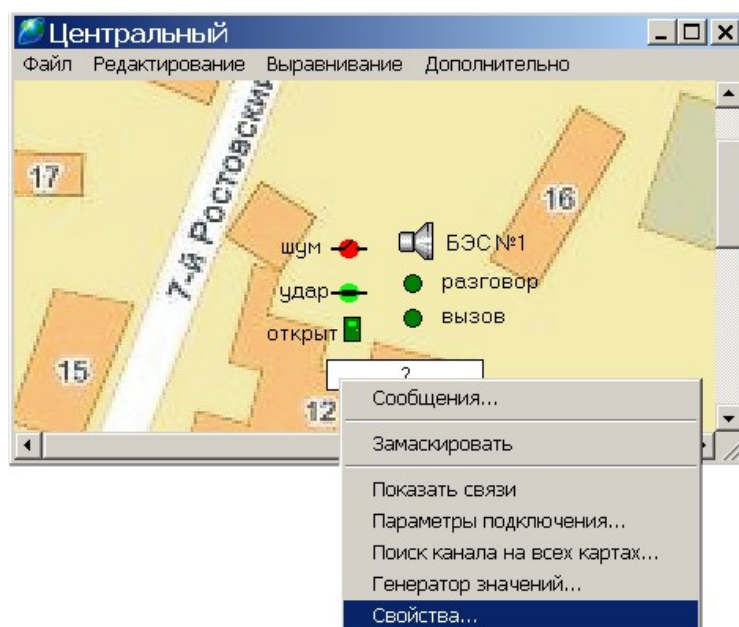 Центральный
Файл Редактирование Выравнивание Дополнительно
17
7-й Ростовский
16
шум
БЭС №1
удар
разговор
открыт
вызов
15
?
12
Сообщения...
Замаскировать
Показать связи
Параметры подключения...
Поиск канала на всех картах...
Генератор значений...
Свойства...